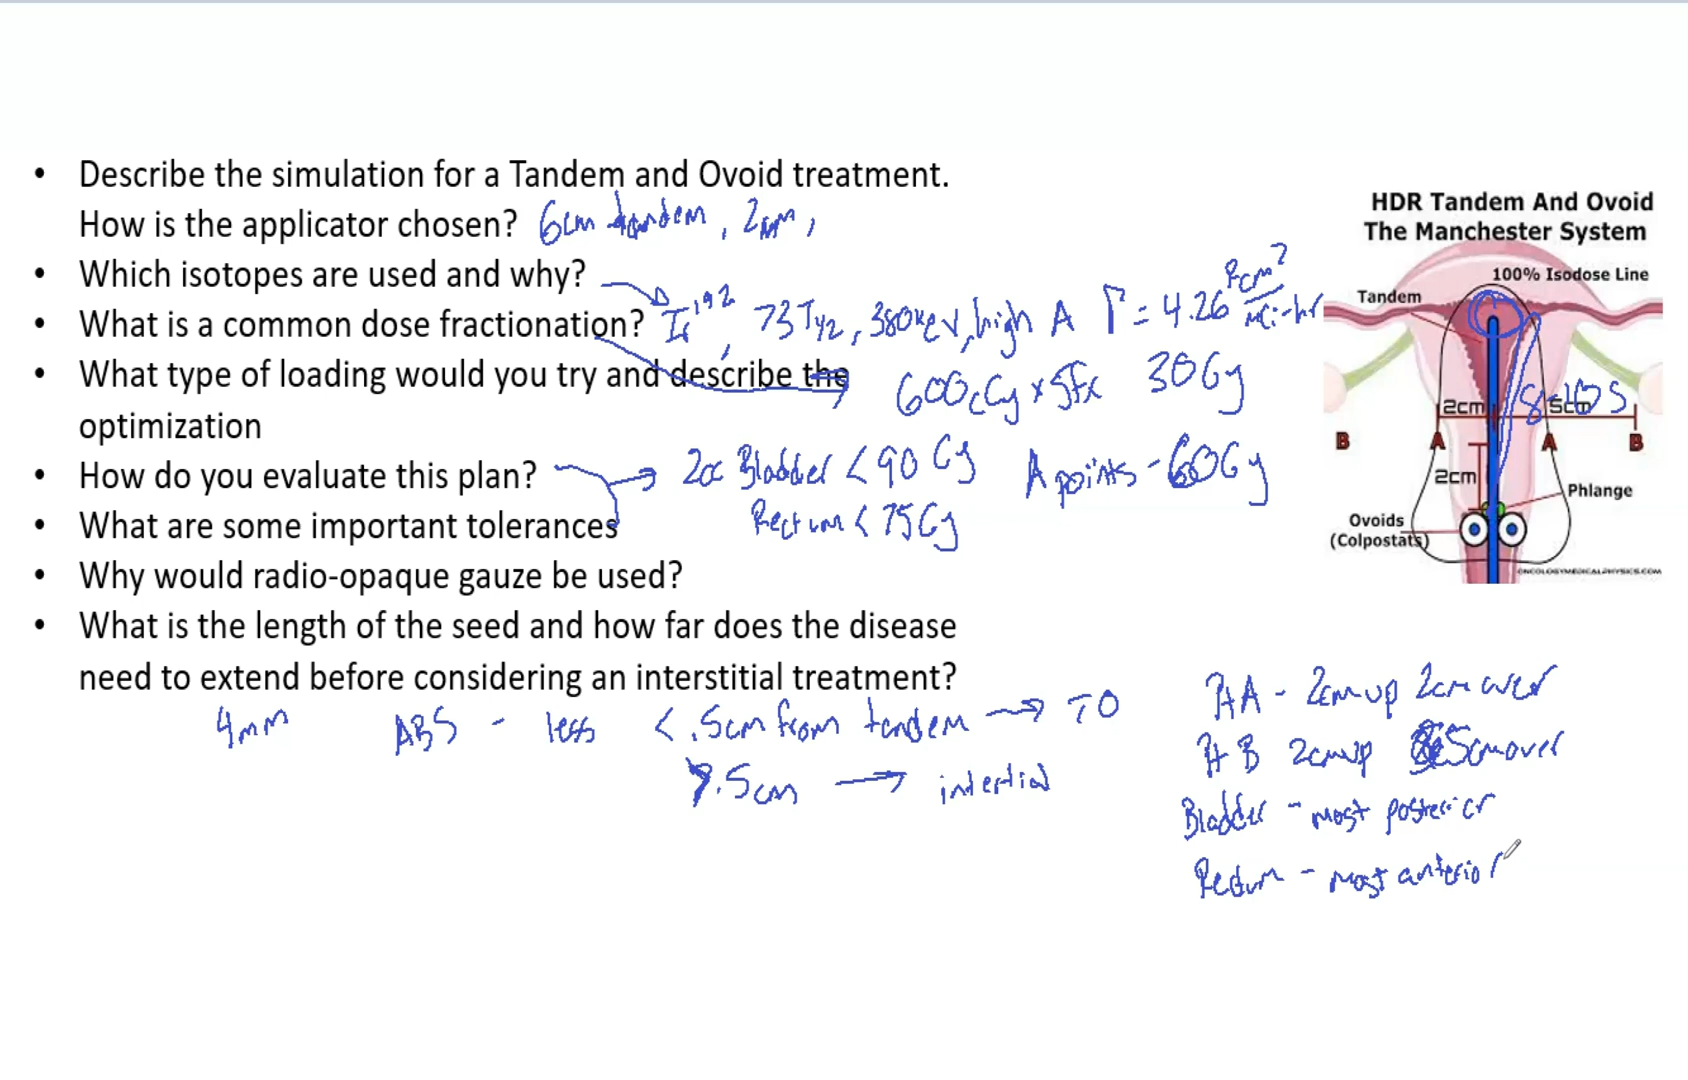 • Describe the simulation for a Tandem and Ovoid treatment.
How is the applicator chosen? 6cm tandem, 2cm,
• Which isotopes are used and why?
• What is a common dose fractionation? Ir192, 73 T1/2, 380keV, high A Γ = 4.26 Rcm²/mCi-hr
• What type of loading would you try and describe the
optimization
600cGy x 5Fx 30Gy
• How do you evaluate this plan? 2cc Bladder < 90 Gy A points - 60Gy
• What are some important tolerances Rectum < 75Gy
• Why would radio-opaque gauze be used?
• What is the length of the seed and how far does the disease
need to extend before considering an interstitial treatment?
4mm ABS - less < .5cm from tandem → TO
7.5cm → intertial
HDR Tandem And Ovoid
The Manchester System
100% Isodose Line
Tandem
8-10s
2cm 5cm
B A A B
2cm
Phlange
Ovoids
(Colpostats)
ONCOLOGYMEDICALPHYSICS.COM
Pt A - 2cm up 2cm over
Pt B 2cm up 5cm over
Bladder - most posterior
Rectum - most anterior